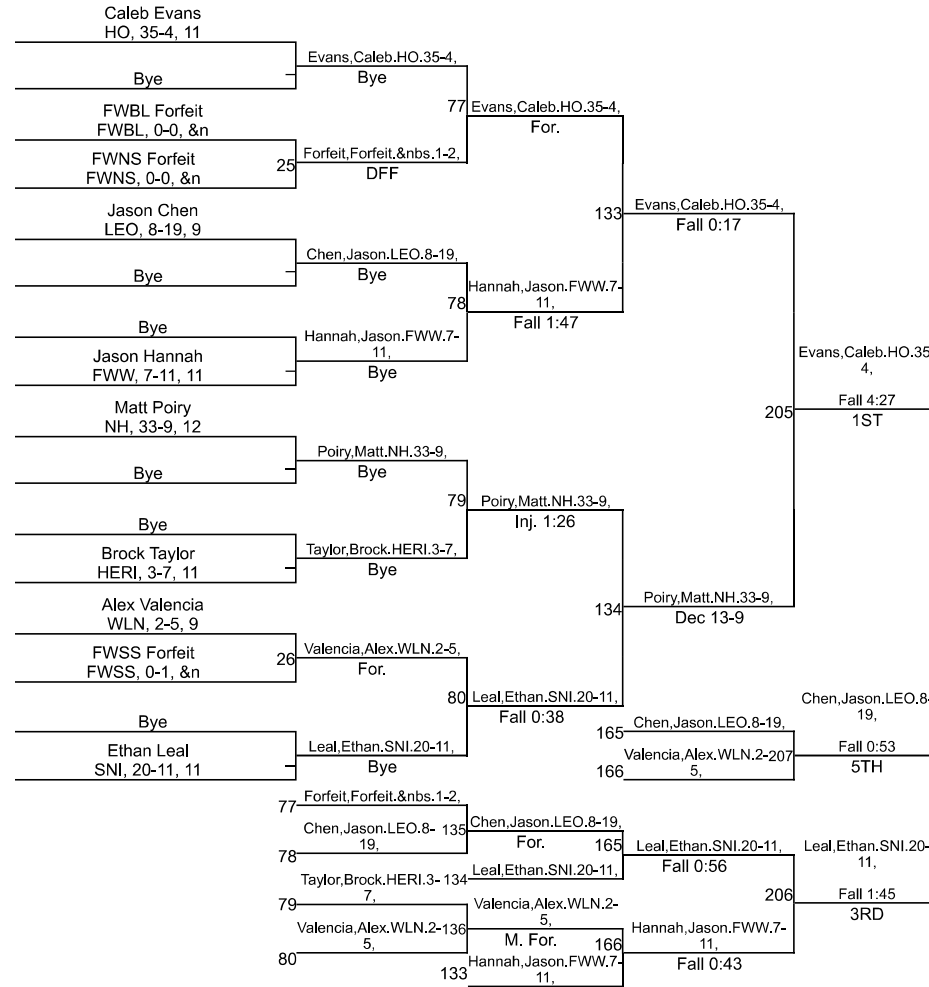 Caleb Evans
HO, 35-4, 11
Evans,Caleb.HO.35-4,
Bye
Bye
77
Evans,Caleb.HO.35-4,
For.
FWBL Forfeit
FWBL, 0-0, &n
25
Forfeit,Forfeit.&nbs.1-2,
DFF
FWNS Forfeit
FWNS, 0-0, &n
133
Evans,Caleb.HO.35-4,
Fall 0:17
Jason Chen
LEO, 8-19, 9
Chen,Jason.LEO.8-19,
Bye
Bye
78
Hannah,Jason.FWW.7-
11,
Fall 1:47
Bye
Hannah,Jason.FWW.7-
11,
Bye
Jason Hannah
FWW, 7-11, 11
205
Evans,Caleb.HO.35
4,
Fall 4:27
1ST
Matt Poiry
NH, 33-9, 12
Poiry,Matt.NH.33-9,
Bye
Bye
79
Poiry,Matt.NH.33-9,
Inj. 1:26
Bye
Taylor,Brock.HERI.3-7,
Bye
Brock Taylor
HERI, 3-7, 11
134
Poiry,Matt.NH.33-9,
Dec 13-9
Alex Valencia
WLN, 2-5, 9
26
Valencia,Alex.WLN.2-5,
For.
FWSS Forfeit
FWSS, 0-1, &n
80
Leal,Ethan.SNI.20-11,
Fall 0:38
Bye
Leal,Ethan.SNI.20-11,
Bye
Ethan Leal
SNI, 20-11, 11
165
Chen,Jason.LEO.8-19,
166
Valencia,Alex.WLN.2-
5,
207
Chen,Jason.LEO.8-
19,
Fall 0:53
5TH
77
Forfeit,Forfeit.&nbs.1-2,
78
Chen,Jason.LEO.8-
19,
135
Chen,Jason.LEO.8-19,
For.
134
Leal,Ethan.SNI.20-11,
165
Leal,Ethan.SNI.20-11,
Fall 0:56
79
Taylor,Brock.HERI.3-
7,
80
Valencia,Alex.WLN.2-
5,
136
Valencia,Alex.WLN.2-
5,
M. For.
133
Hannah,Jason.FWW.7-
11,
166
Hannah,Jason.FWW.7-
11,
Fall 0:43
206
Leal,Ethan.SNI.20-
11,
Fall 1:45
3RD